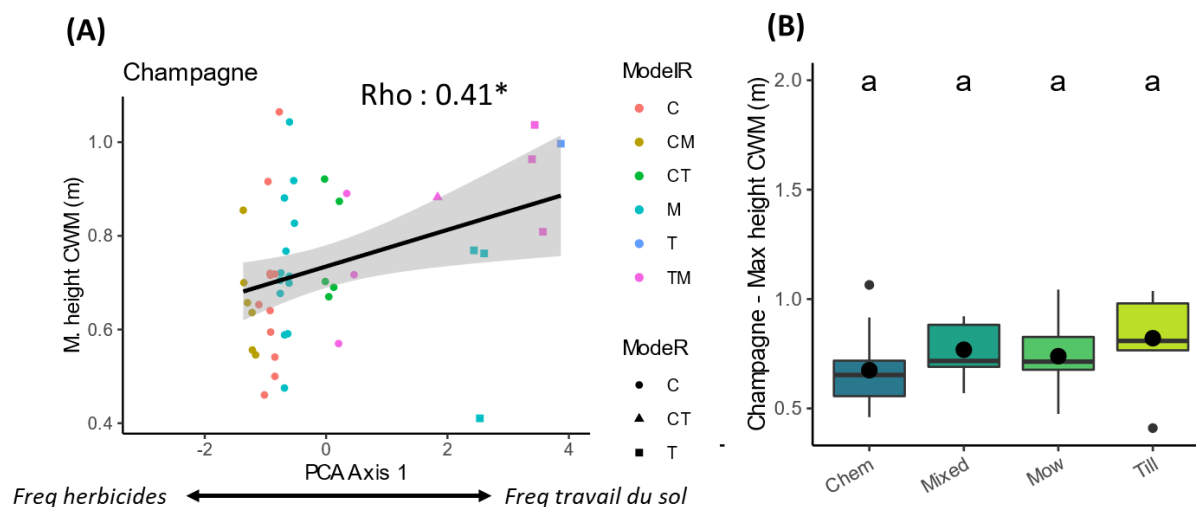 (A)
Champagne
Rho : 0.41*
M. height CWM (m)
1.0
0.8
0.6
0.4
-2
0
2
4
PCA Axis 1
Freq herbicides
Freq travail du sol
ModeIR
C
CM
CT
M
T
TM
ModeR
C
CT
T
(B)
Champagne - Max height CWM (m)
2.0
1.5
1.0
0.5
a
a
a
a
Chem
Mixed
Mow
Till